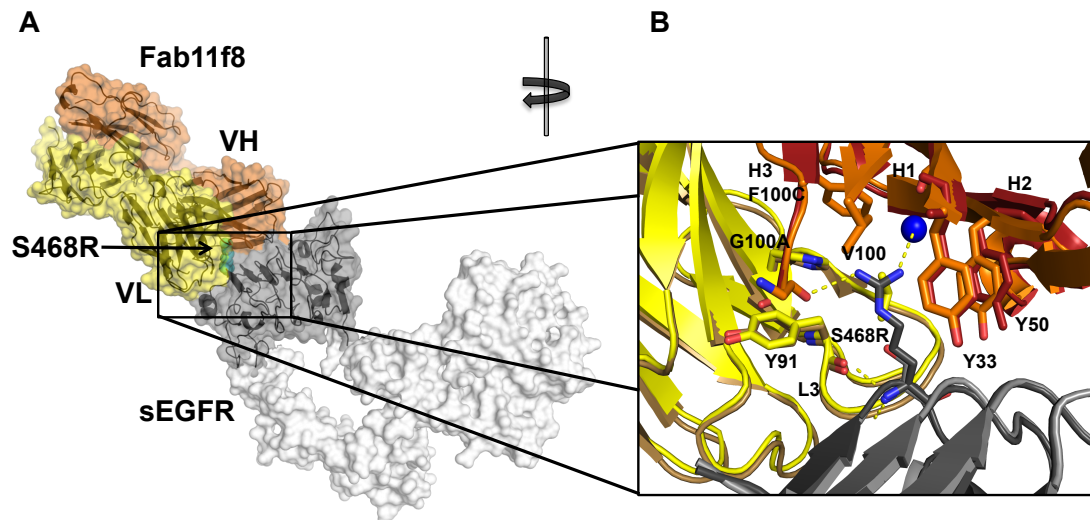 A
Fab11f8
VH
S468R
VL
sEGFR
B
H3
H1
H2
F100C
G100A
V100
S468R
Y50
Y91
Y33
L3